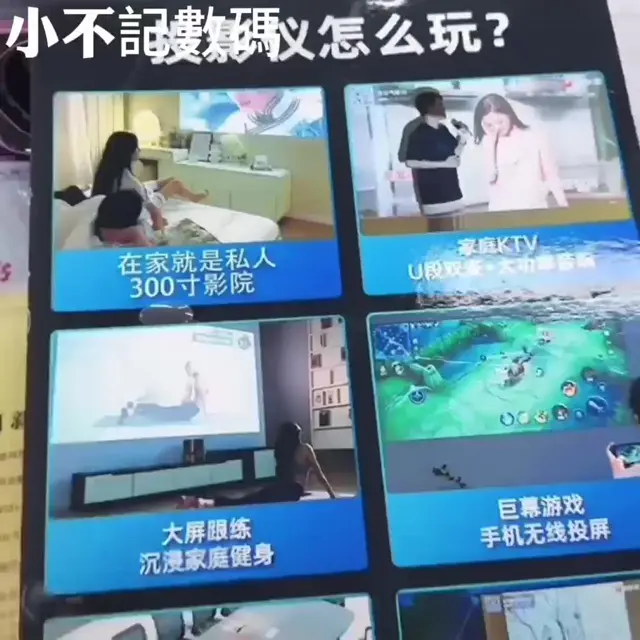 小不記數碼
投影仪怎么玩？
在家就是私人
300寸影院
家庭KTV
大屏跟练
沉浸家庭健身
巨幕游戏
手机无线投屏